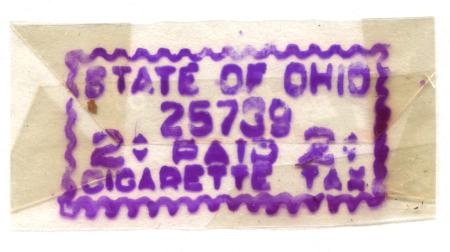 STATE OF OHIO
25739
2¢ PAID 2¢
CIGARETTE TAX